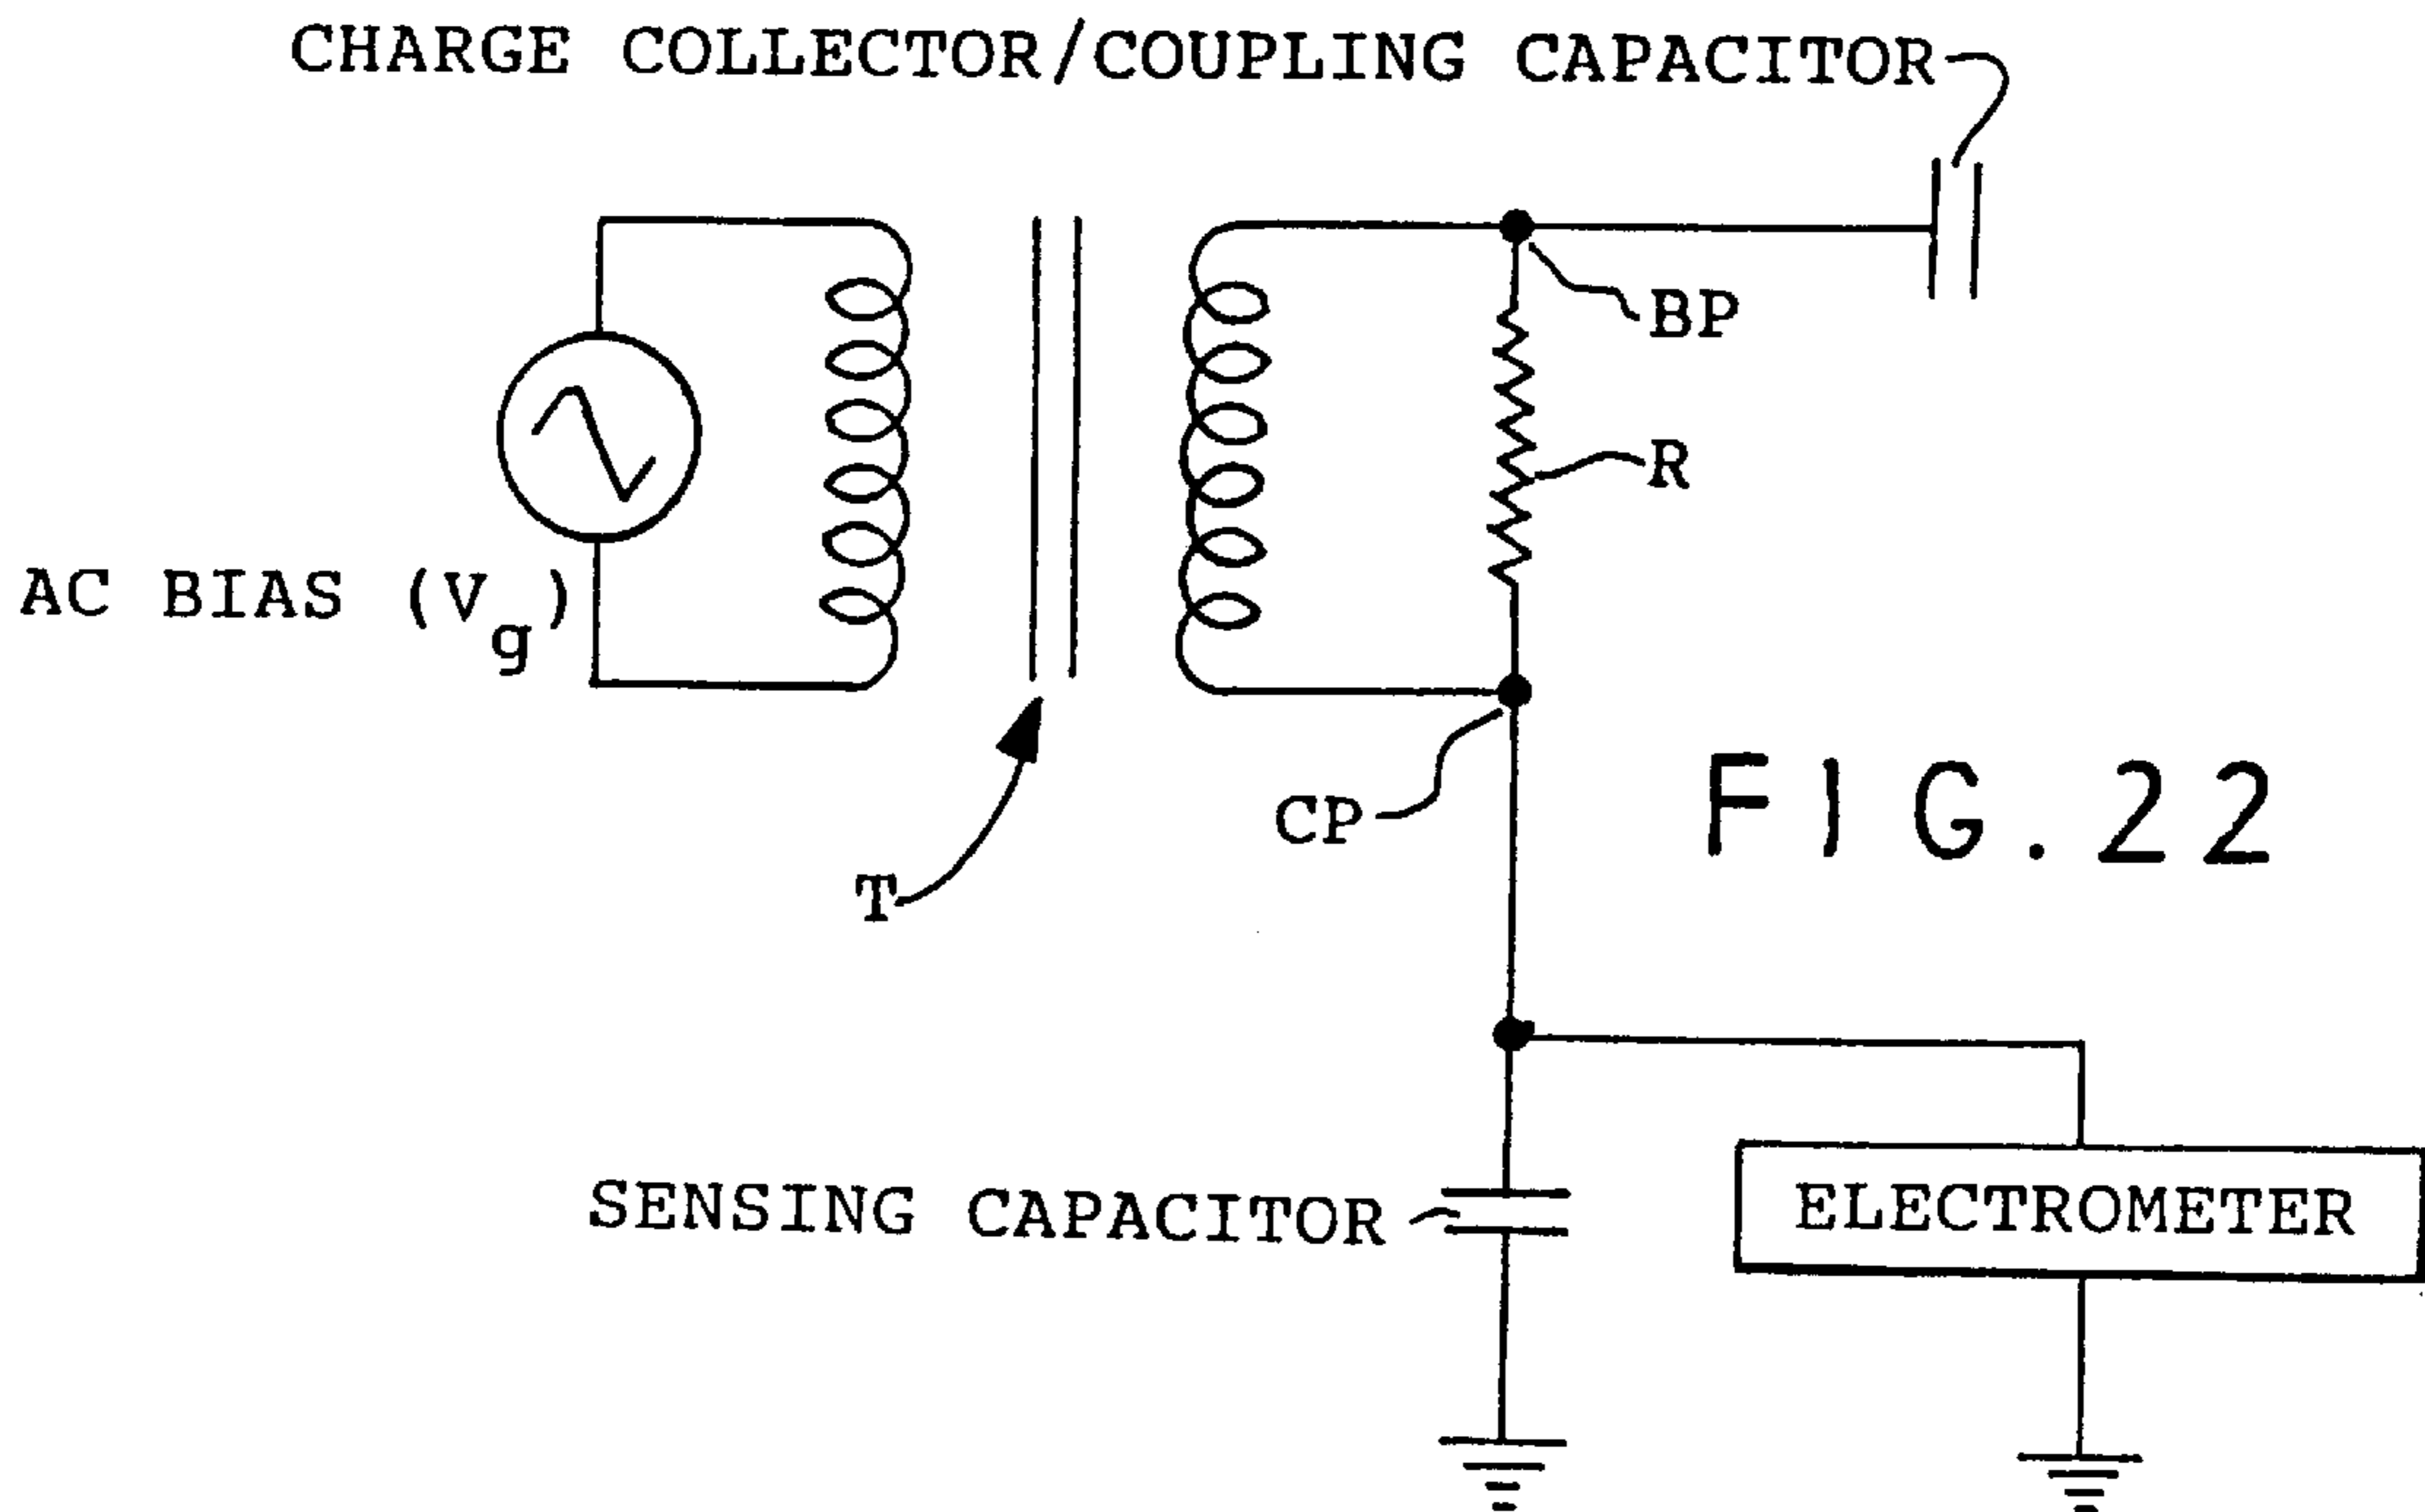 CHARGE COLLECTOR/COUPLING CAPACITOR
BP
R
AC BIAS (Vg)
CP
FIG.22
T
SENSING CAPACITOR
ELECTROMETER